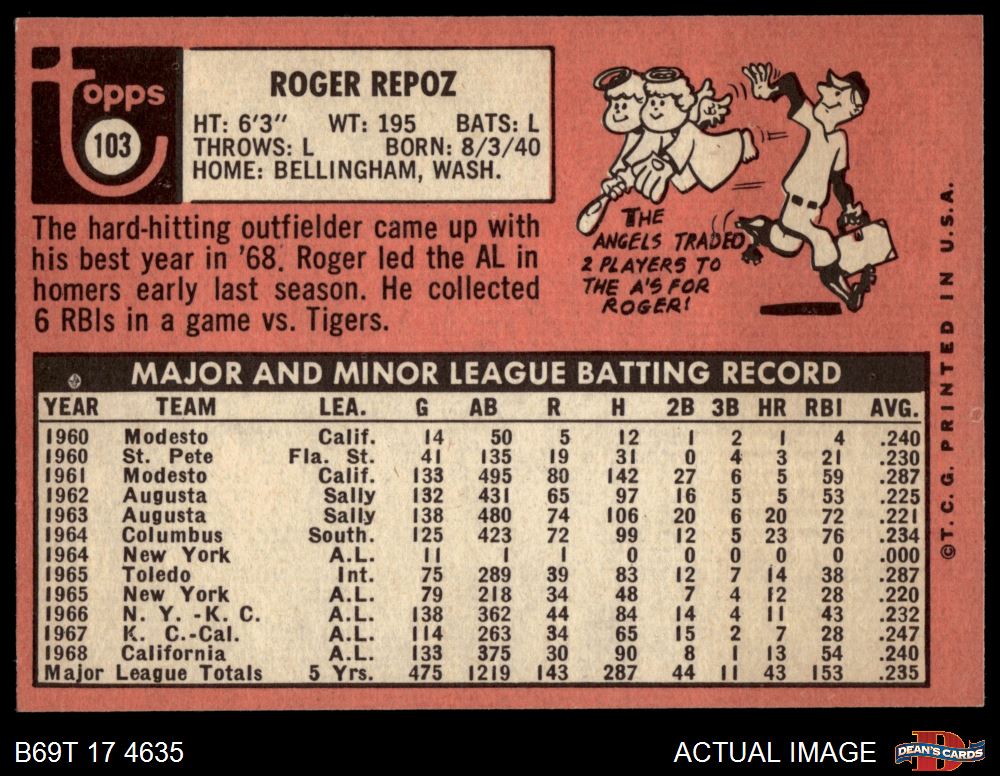 topps
103
ROGER REPOZ
HT: 6'3" WT: 195 BATS: L
THROWS: L BORN: 8/3/40
HOME: BELLINGHAM, WASH.
The hard-hitting outfielder came up with
his best year in '68. Roger led the AL in
homers early last season. He collected
6 RBIs in a game vs. Tigers.
THE
ANGELS TRADED
2 PLAYERS TO
THE A'S FOR
ROGER!
MAJOR AND MINOR LEAGUE BATTING RECORD
YEAR TEAM LEA. G AB R H 2B 3B HR RBI AVG.
1960 Modesto Calif. 14 50 5 12 1 2 1 4 .240
1960 St. Pete Fla. St. 41 135 19 31 0 4 3 21 .230
1961 Modesto Calif. 133 495 80 142 27 6 5 59 .287
1962 Augusta Sally 132 431 65 97 16 5 5 53 .225
1963 Augusta Sally 138 480 74 106 20 6 20 72 .221
1964 Columbus South. 125 423 72 99 12 5 23 76 .234
1964 New York A.L. 11 1 1 0 0 0 0 0 .000
1965 Toledo Int. 75 289 39 83 12 7 14 38 .287
1965 New York A.L. 79 218 34 48 7 4 12 28 .220
1966 N. Y. -K. C. A.L. 138 362 44 84 14 4 11 43 .232
1967 K. C.-Cal. A.L. 114 263 34 65 15 2 7 28 .247
1968 California A.L. 119 375 30 90 8 1 13 54 .240
Major League Totals 5 Yrs. 475 1219 143 287 44 11 43 153 .235
©T. C. G. PRINTED IN U.S.A.
B69T 17 4635
ACTUAL IMAGE
DEAN'S CARDS